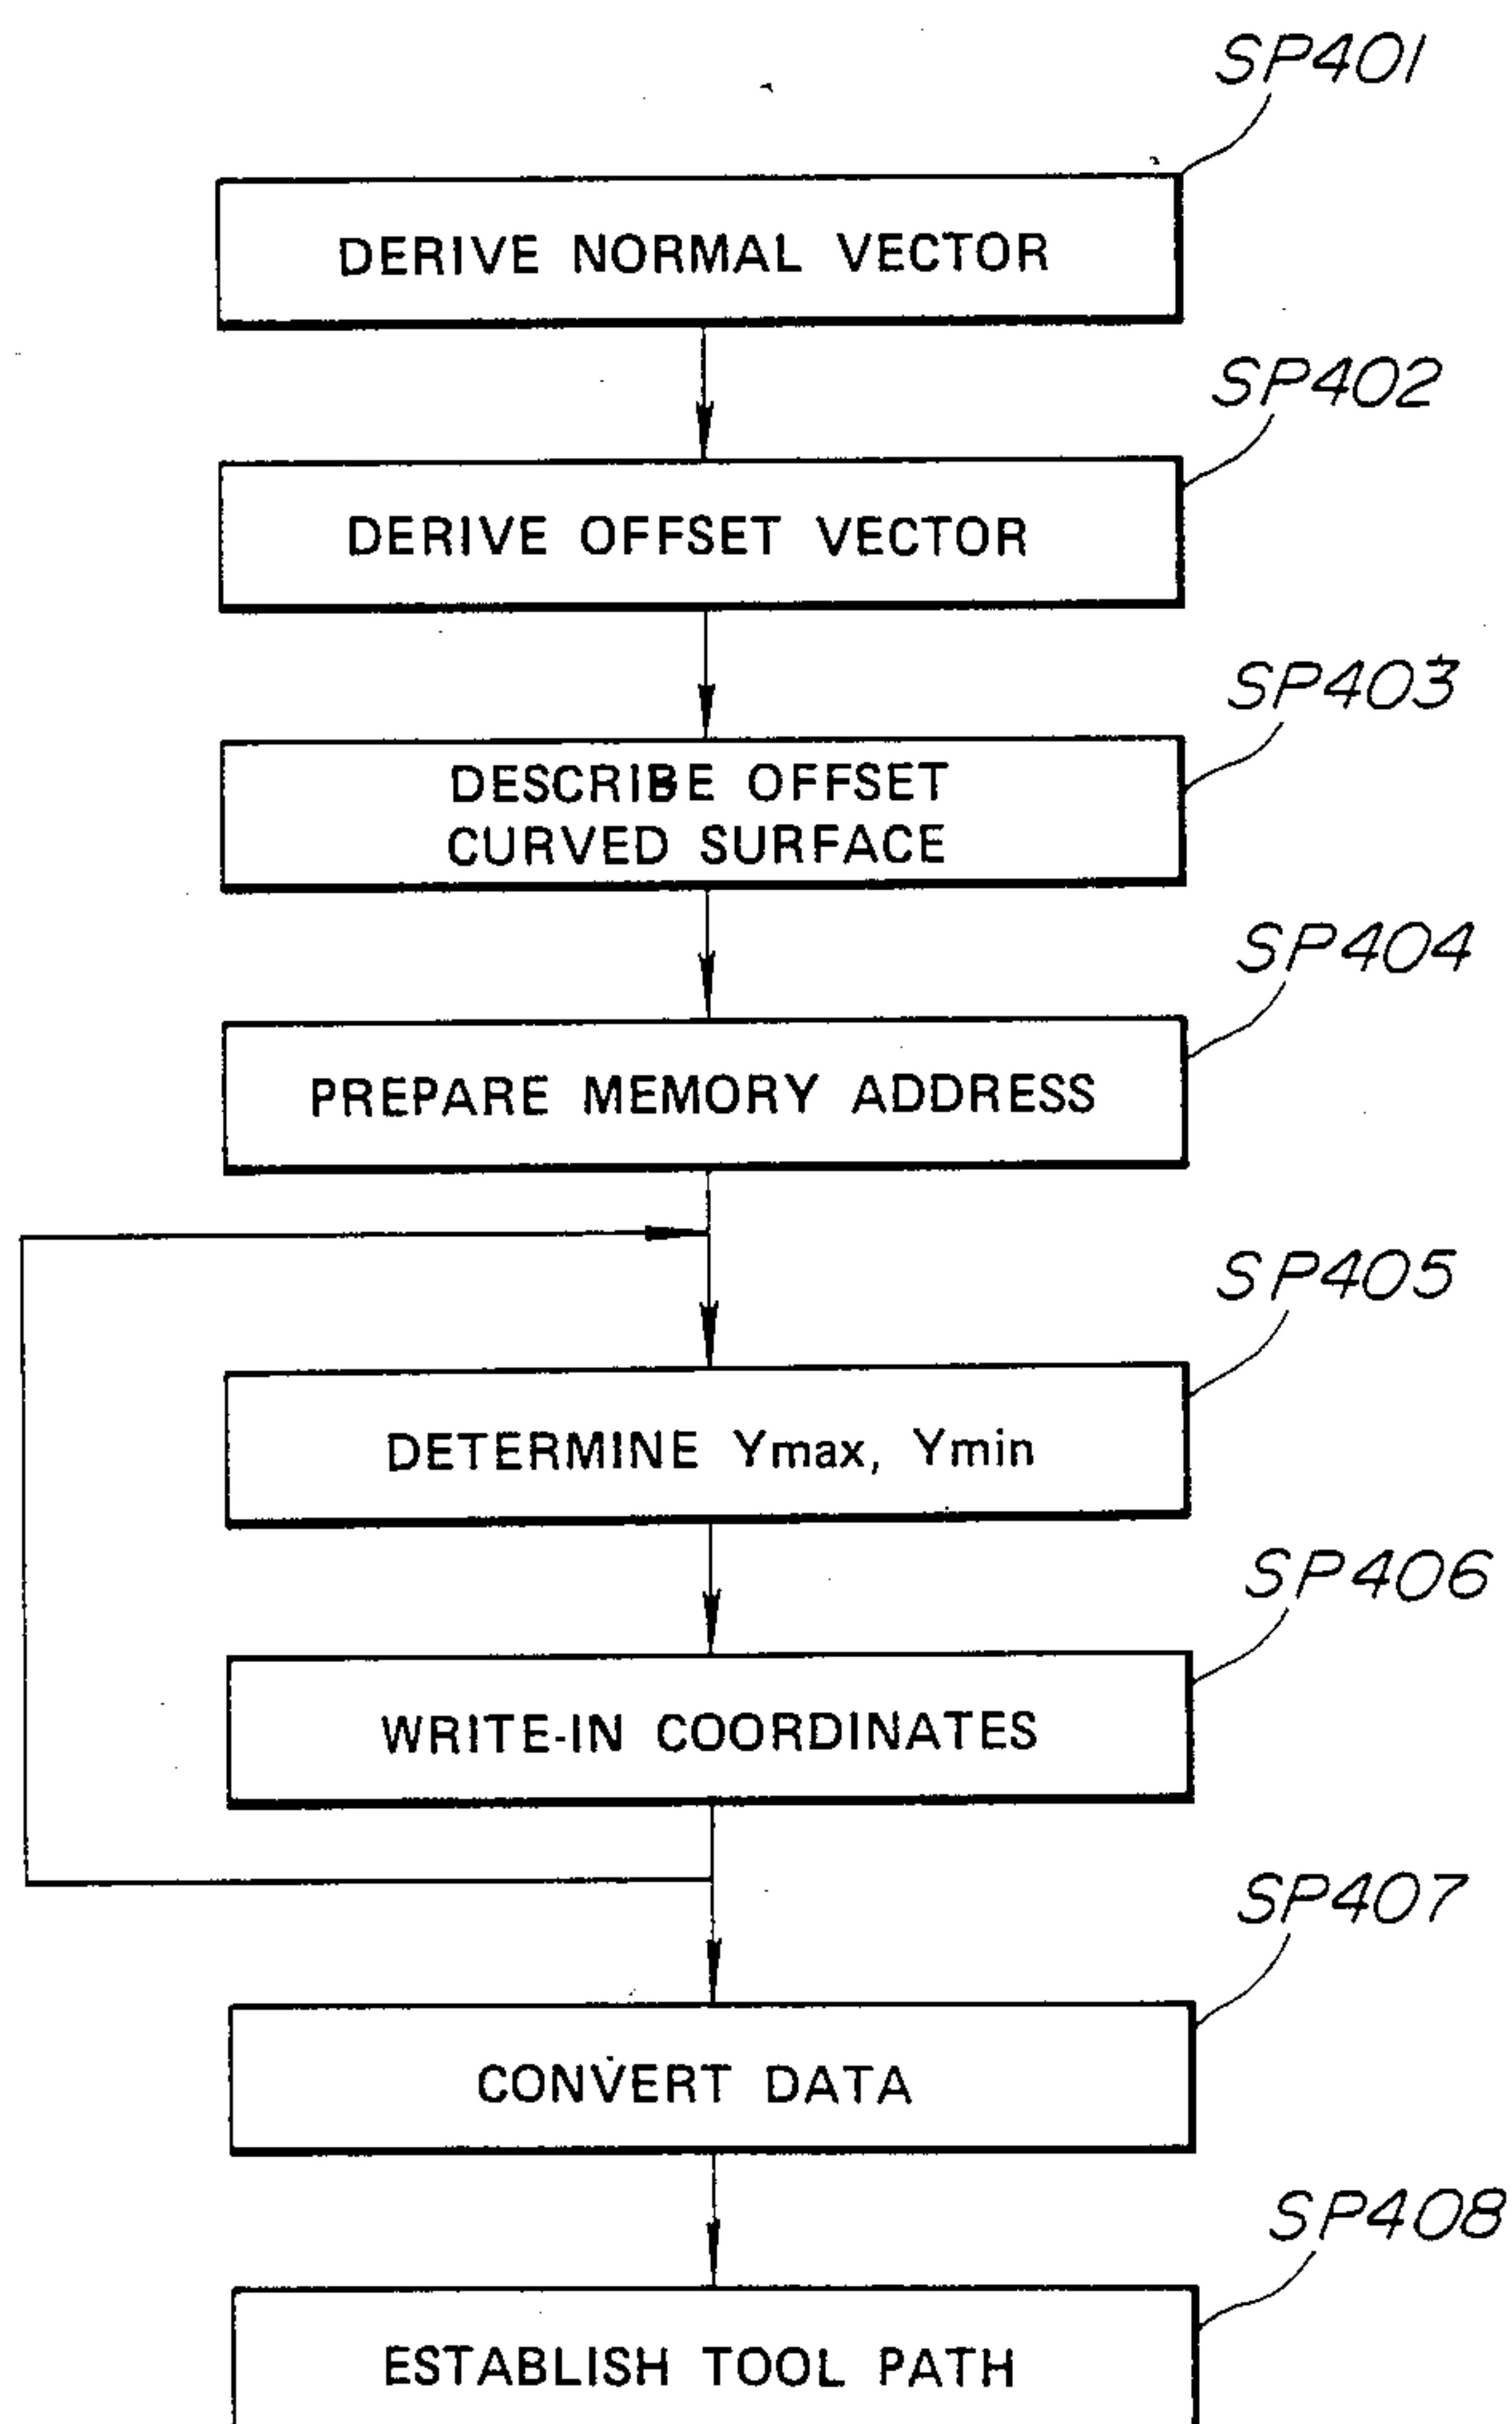 SP401
DERIVE NORMAL VECTOR
SP402
DERIVE OFFSET VECTOR
SP403
DESCRIBE OFFSET
CURVED SURFACE
SP404
PREPARE MEMORY ADDRESS
SP405
DETERMINE Ymax, Ymin
SP406
WRITE-IN COORDINATES
SP407
CONVERT DATA
SP408
ESTABLISH TOOL PATH